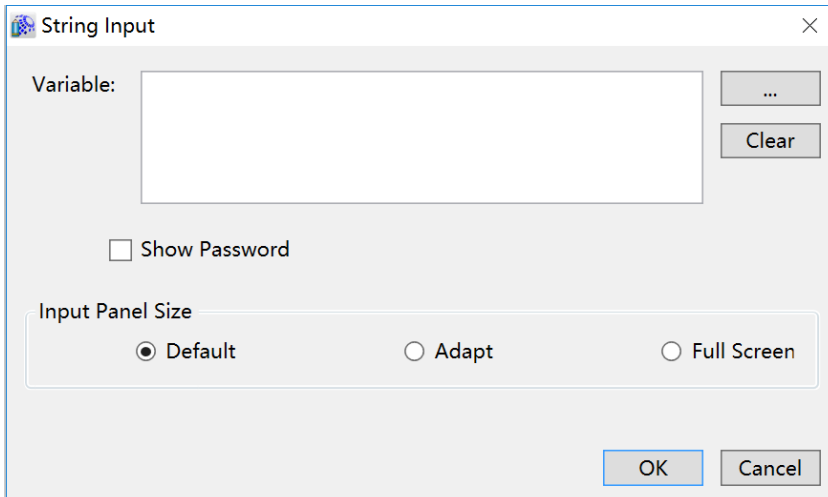 String Input
Variable:
...
Clear
Show Password
Input Panel Size
Default Adapt Full Screen
OK Cancel